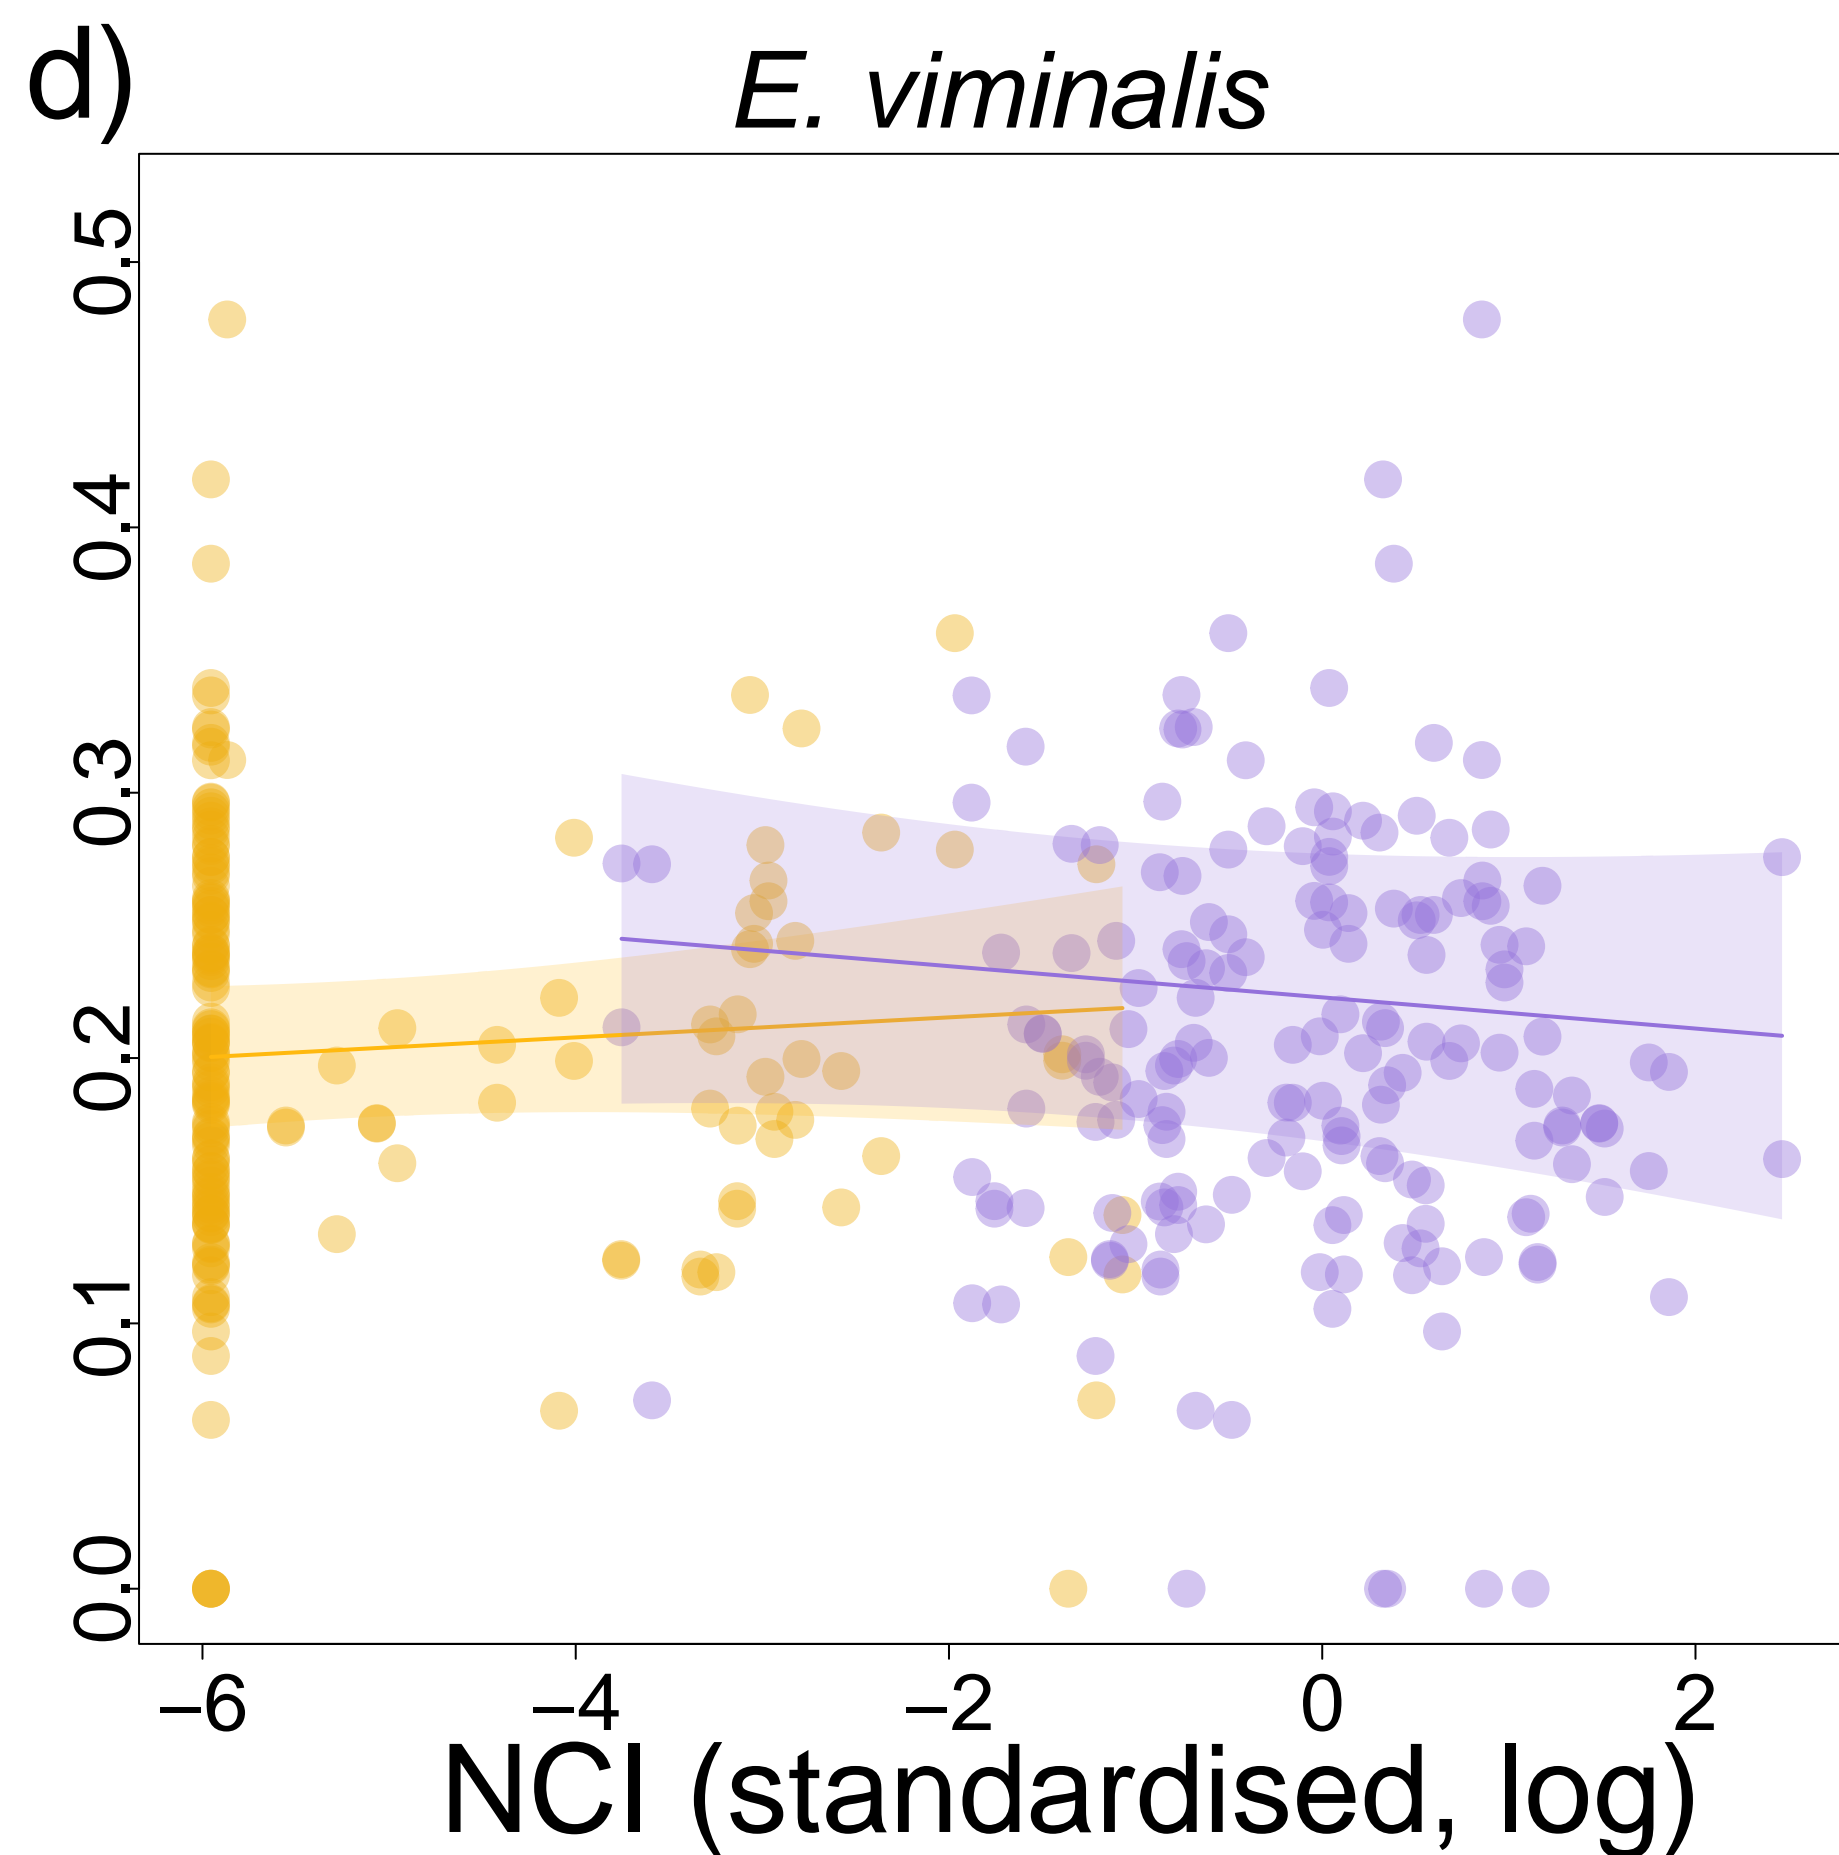 d)
E. viminalis
0.5
0.4
0.3
0.2
0.1
0.0
–6 –4 –2 0 2
NCI (standardised, log)